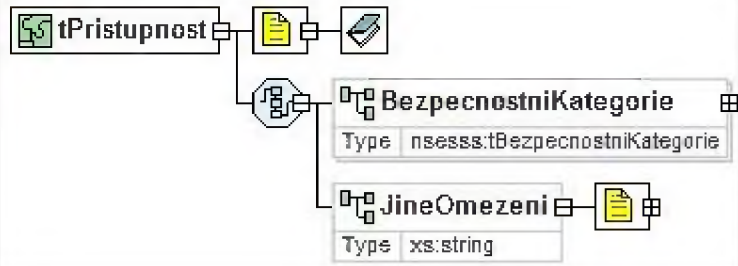 tPristupnost
BezpecnostniKategorie
Type nsesss:tBezpecnostniKategorie
JineOmezeni
Type xs:string